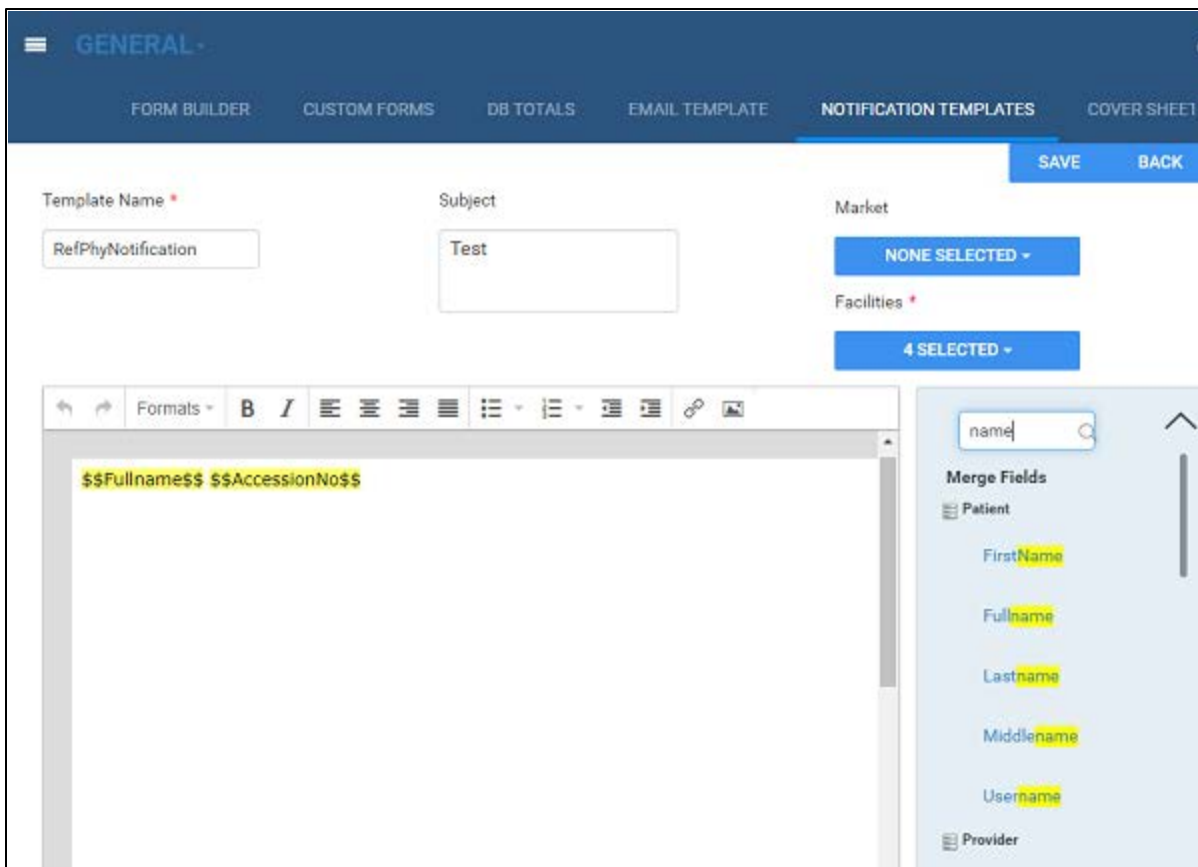 GENERAL
FORM BUILDER CUSTOM FORMS DB TOTALS EMAIL TEMPLATE NOTIFICATION TEMPLATES COVER SHEET
SAVE BACK
Template Name * Subject Market
RefPhyNotification Test
NONE SELECTED
Facilities *
4 SELECTED
Formats B I
name
$$Fullname$$ $$AccessionNo$$
Merge Fields
Patient
FirstName
Fullname
Lastname
Middlename
Username
Provider